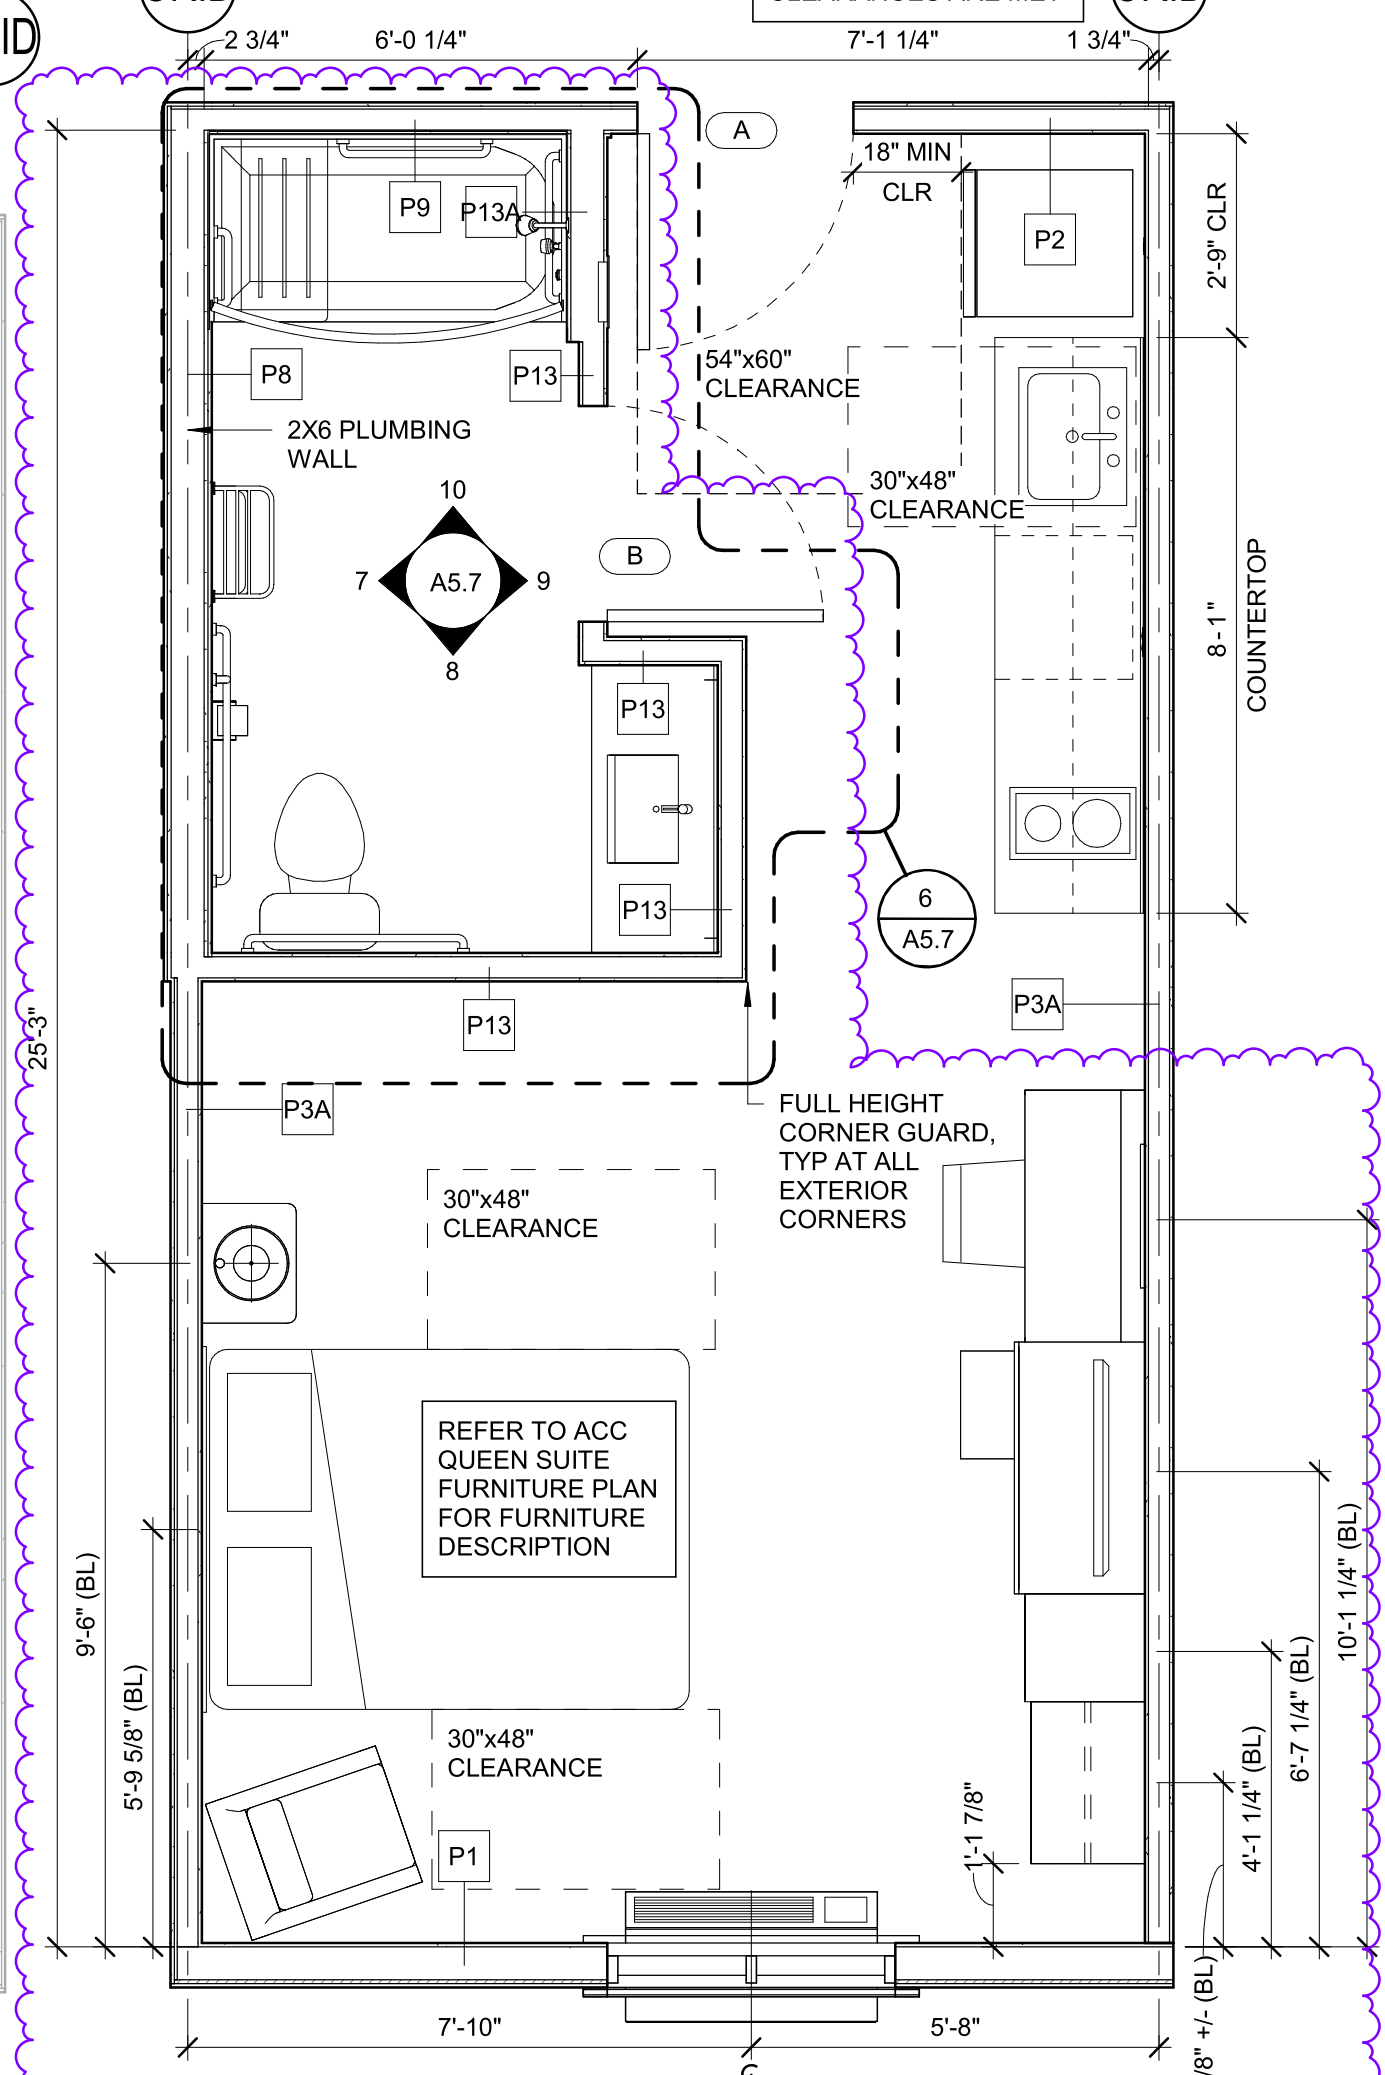 2 3/4"
6'-0 1/4"
7'-1 1/4"
1 3/4"
A
18" MIN
CLR
P9
P13A
P2
2'-9" CLR
54"x60"
CLEARANCE
P8
P13
2X6 PLUMBING
WALL
30"x48"
CLEARANCE
10
7
A5.7
9
8
B
8'-1"
COUNTERTOP
P13
P13
6
A5.7
P13
P3A
25'-3"
P3A
FULL HEIGHT
CORNER GUARD,
TYP AT ALL
EXTERIOR
CORNERS
30"x48"
CLEARANCE
REFER TO ACC
QUEEN SUITE
FURNITURE PLAN
FOR FURNITURE
DESCRIPTION
9'-6" (BL)
5'-9 5/8" (BL)
10'-1 1/4" (BL)
6'-7 1/4" (BL)
4'-1 1/4" (BL)
30"x48"
CLEARANCE
1'-1 7/8"
P1
/8" +/- (BL)
7'-10"
5'-8"